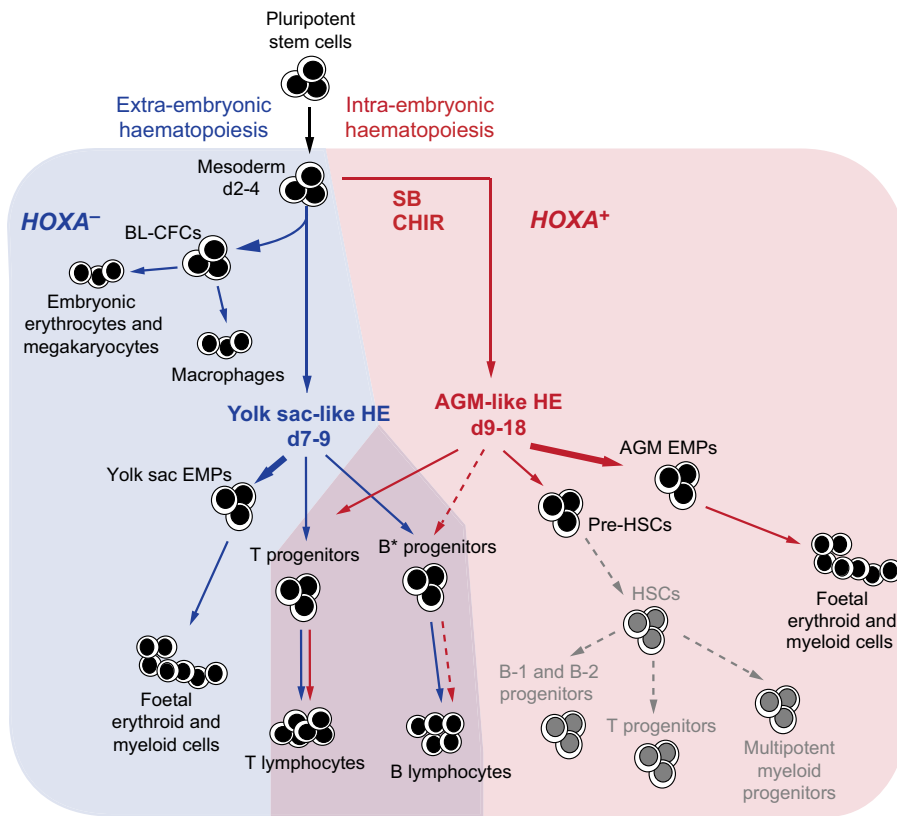 Pluripotent
stem cells
Extra-embryonic
haematopoiesis
Intra-embryonic
haematopoiesis
Mesoderm
d2-4
SB
CHIR
HOXA–
HOXA+
BL-CFCs
Embryonic
erythrocytes and
megakaryocytes
Macrophages
Yolk sac-like HE
d7-9
AGM-like HE
d9-18
Yolk sac EMPs
AGM EMPs
Pre-HSCs
T progenitors
B* progenitors
HSCs
Foetal
erythroid and
myeloid cells
B-1 and B-2
progenitors
T progenitors
Multipotent
myeloid
progenitors
Foetal
erythroid and
myeloid cells
T lymphocytes
B lymphocytes